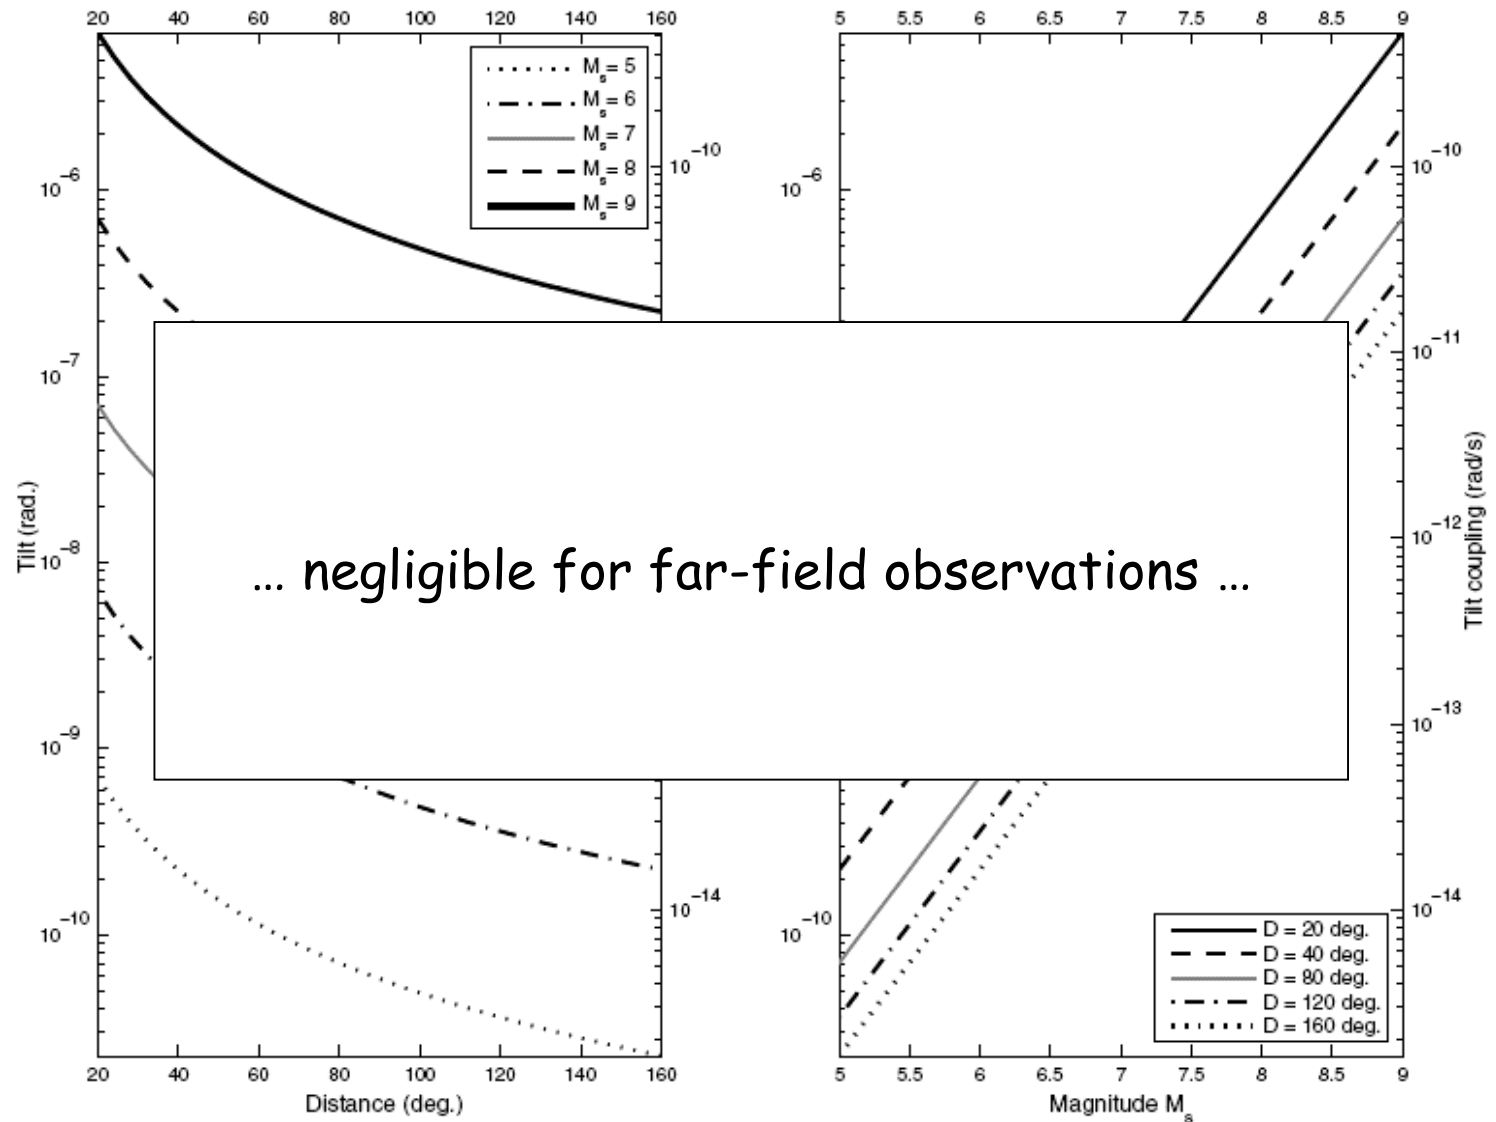 20 40 60 80 100 120 140 160
M_s= 5
M_s= 6
M_s= 7
M_s= 8
M_s= 9
10^−6
10^−7
10^−8
10^−9
10^−10
Tilt (rad.)
10^−10
10^−14
20 40 60 80 100 120 140 160
Distance (deg.)
... negligible for far-field observations ...
5 5.5 6 6.5 7 7.5 8 8.5 9
10^−6
10^−10
10^−10
10^−11
10^−12
10^−13
10^−14
Tilt coupling (rad/s)
D = 20 deg.
D = 40 deg.
D = 80 deg.
D = 120 deg.
D = 160 deg.
5 5.5 6 6.5 7 7.5 8 8.5 9
Magnitude M_s